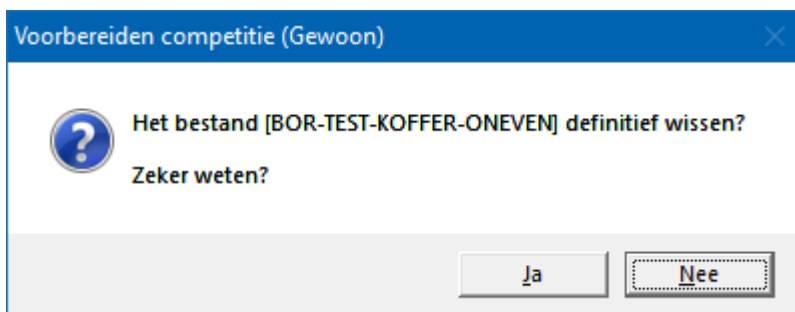 Voorbereiden competitie (Gewoon)
Het bestand [BOR-TEST-KOFFER-ONEVEN] definitief wissen?
Zeker weten?
Ja
Nee